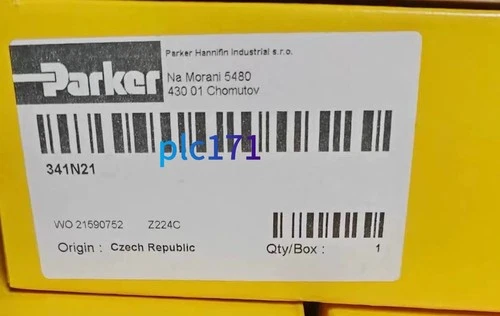 Parker Hannifin Industrial s.r.o.
Parker
Na Morani 5480
430 01 Chomutov
plc171
341N21
WO 21590752 Z224C
Origin : Czech Republic Qty/Box : 1